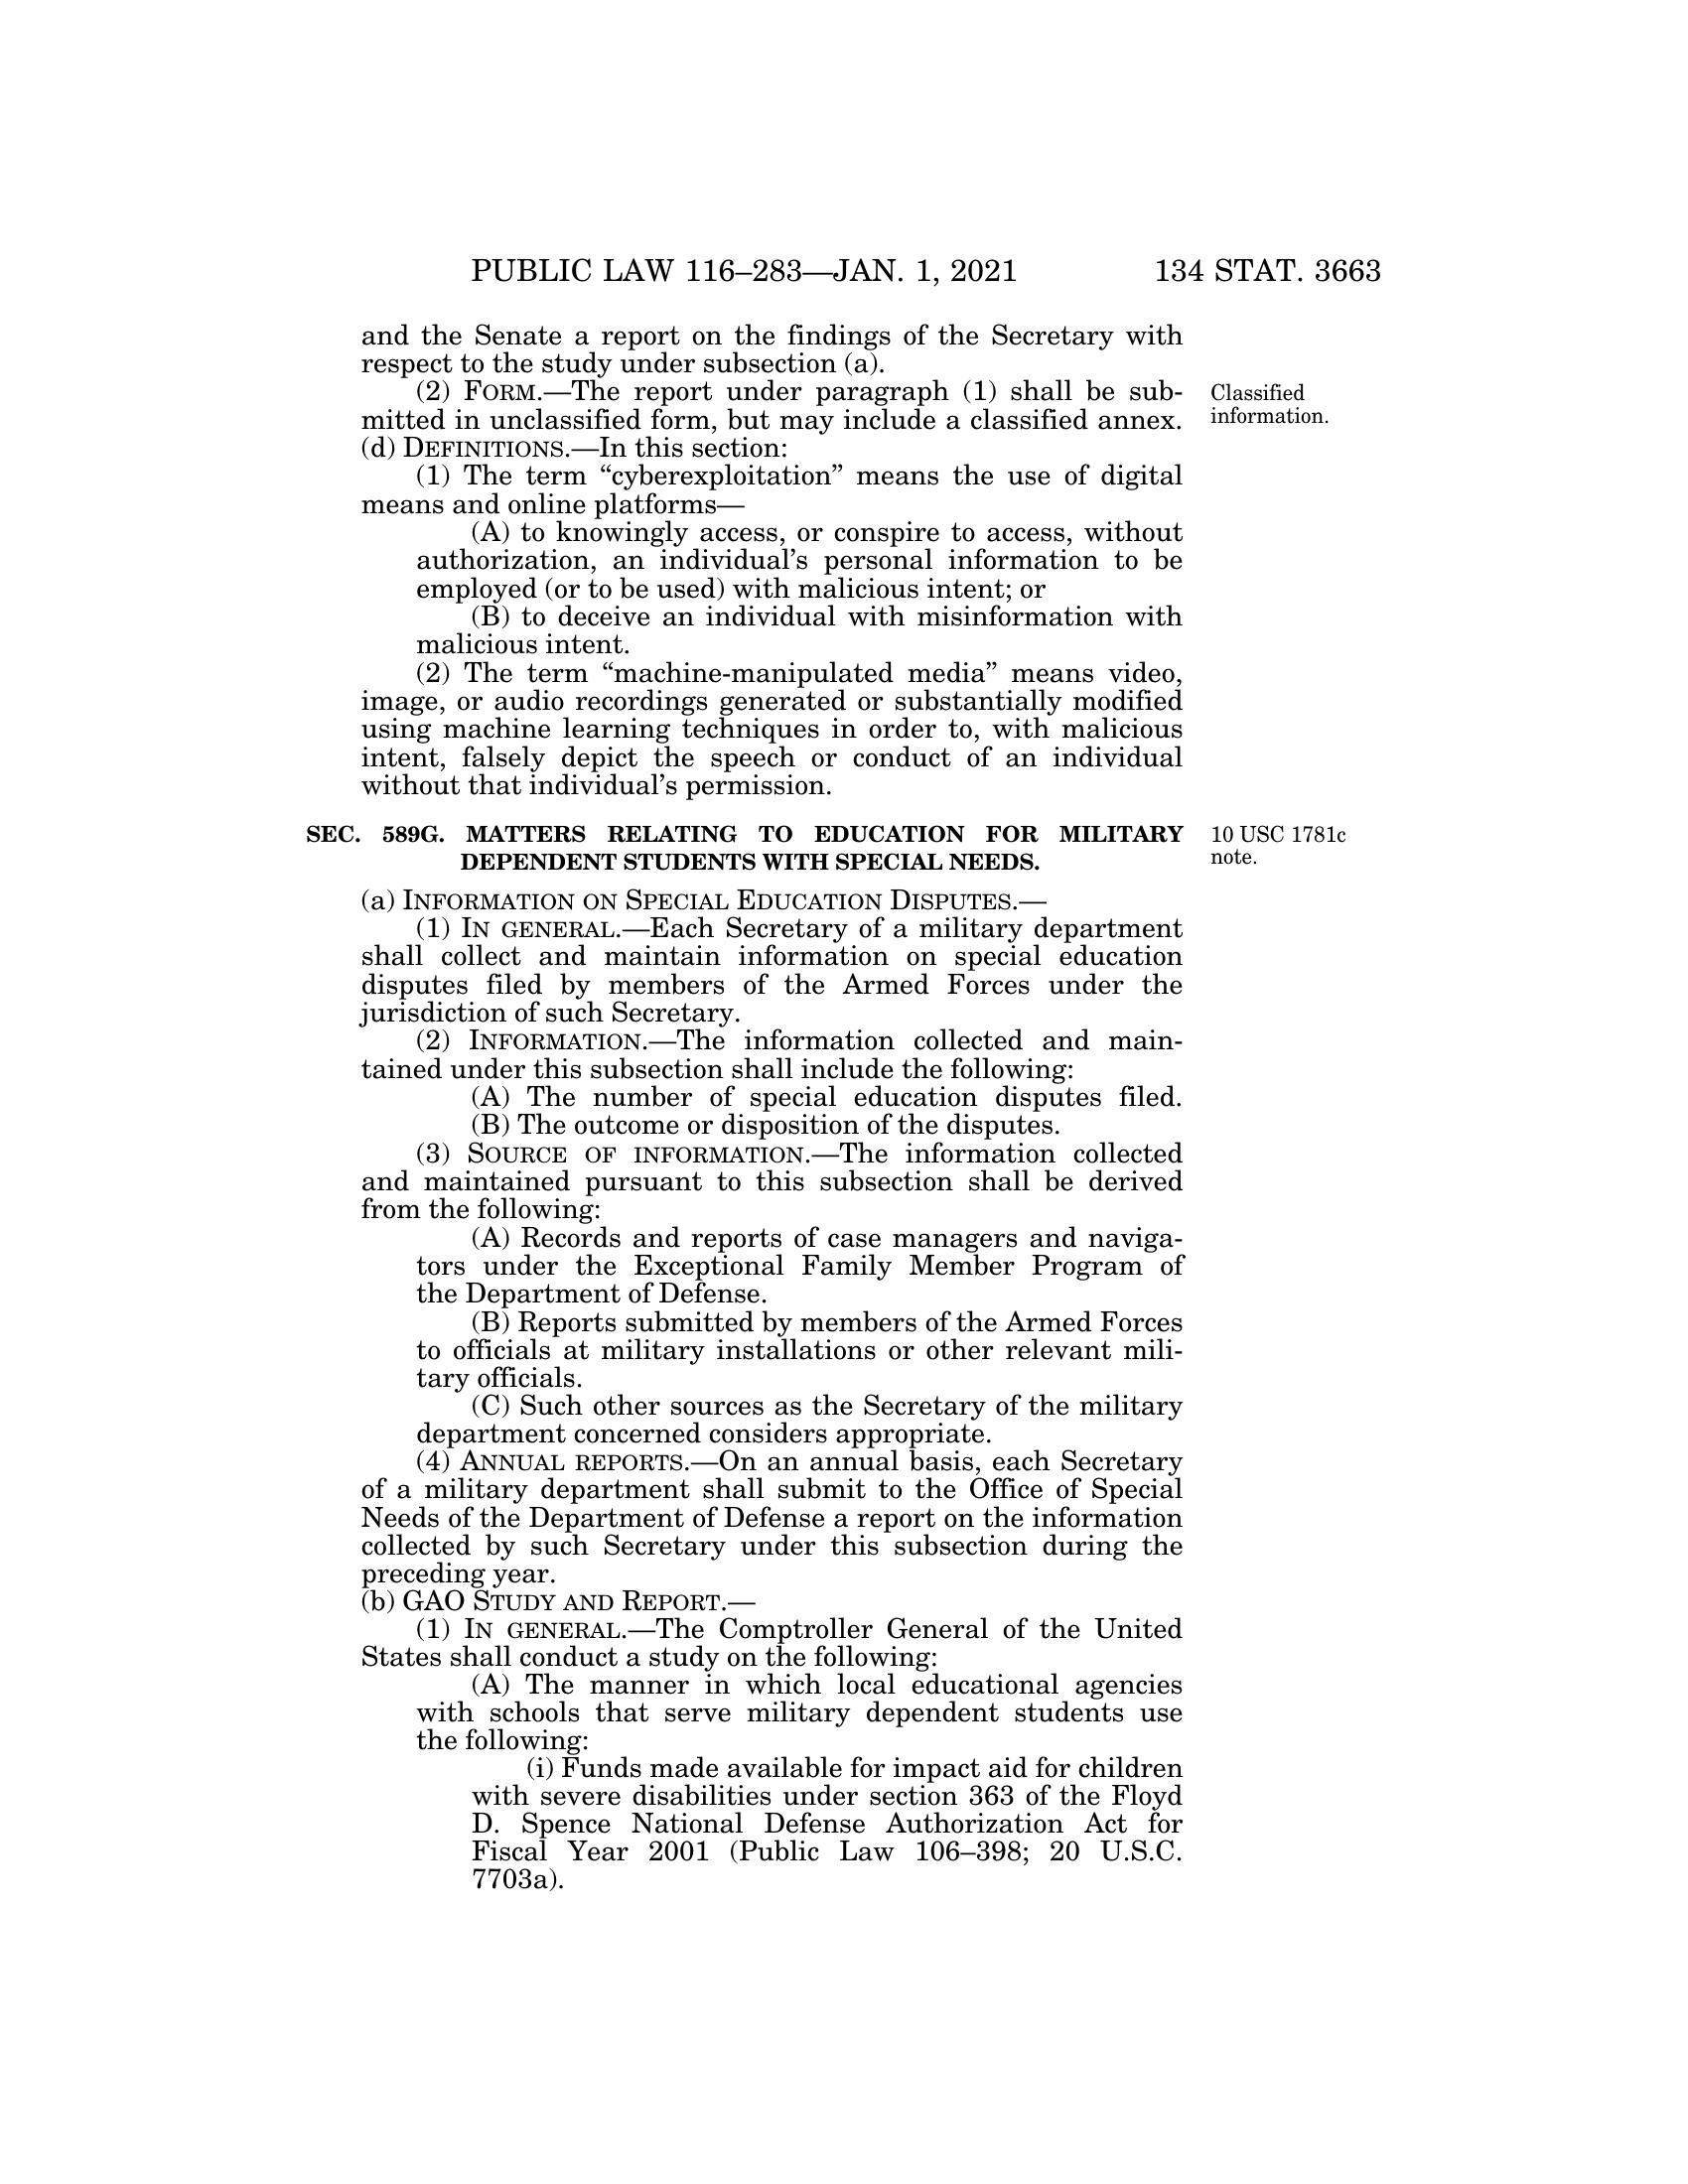 PUBLIC LAW 116–283—JAN. 1, 2021 134 STAT. 3663
and the Senate a report on the findings of the Secretary with
respect to the study under subsection (a).
(2) FORM.—The report under paragraph (1) shall be sub-
mitted in unclassified form, but may include a classified annex.
Classified
information.
(d) DEFINITIONS.—In this section:
(1) The term “cyberexploitation” means the use of digital
means and online platforms—
(A) to knowingly access, or conspire to access, without
authorization, an individual’s personal information to be
employed (or to be used) with malicious intent; or
(B) to deceive an individual with misinformation with
malicious intent.
(2) The term “machine-manipulated media” means video,
image, or audio recordings generated or substantially modified
using machine learning techniques in order to, with malicious
intent, falsely depict the speech or conduct of an individual
without that individual’s permission.
SEC. 589G. MATTERS RELATING TO EDUCATION FOR MILITARY
DEPENDENT STUDENTS WITH SPECIAL NEEDS.
10 USC 1781c
note.
(a) INFORMATION ON SPECIAL EDUCATION DISPUTES.—
(1) IN GENERAL.—Each Secretary of a military department
shall collect and maintain information on special education
disputes filed by members of the Armed Forces under the
jurisdiction of such Secretary.
(2) INFORMATION.—The information collected and main-
tained under this subsection shall include the following:
(A) The number of special education disputes filed.
(B) The outcome or disposition of the disputes.
(3) SOURCE OF INFORMATION.—The information collected
and maintained pursuant to this subsection shall be derived
from the following:
(A) Records and reports of case managers and naviga-
tors under the Exceptional Family Member Program of
the Department of Defense.
(B) Reports submitted by members of the Armed Forces
to officials at military installations or other relevant mili-
tary officials.
(C) Such other sources as the Secretary of the military
department concerned considers appropriate.
(4) ANNUAL REPORTS.—On an annual basis, each Secretary
of a military department shall submit to the Office of Special
Needs of the Department of Defense a report on the information
collected by such Secretary under this subsection during the
preceding year.
(b) GAO STUDY AND REPORT.—
(1) IN GENERAL.—The Comptroller General of the United
States shall conduct a study on the following:
(A) The manner in which local educational agencies
with schools that serve military dependent students use
the following:
(i) Funds made available for impact aid for children
with severe disabilities under section 363 of the Floyd
D. Spence National Defense Authorization Act for
Fiscal Year 2001 (Public Law 106–398; 20 U.S.C.
7703a).